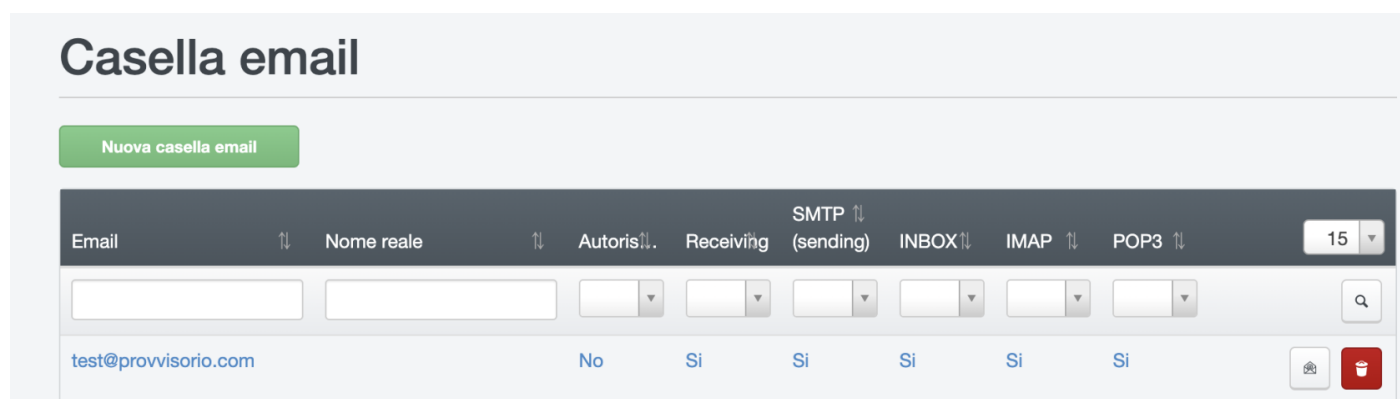 Casella email
Nuova casella email
SMTP
Email Nome reale Autoris... Receiving (sending) INBOX IMAP POP3 15
test@provvisorio.com No Si Si Si Si Si